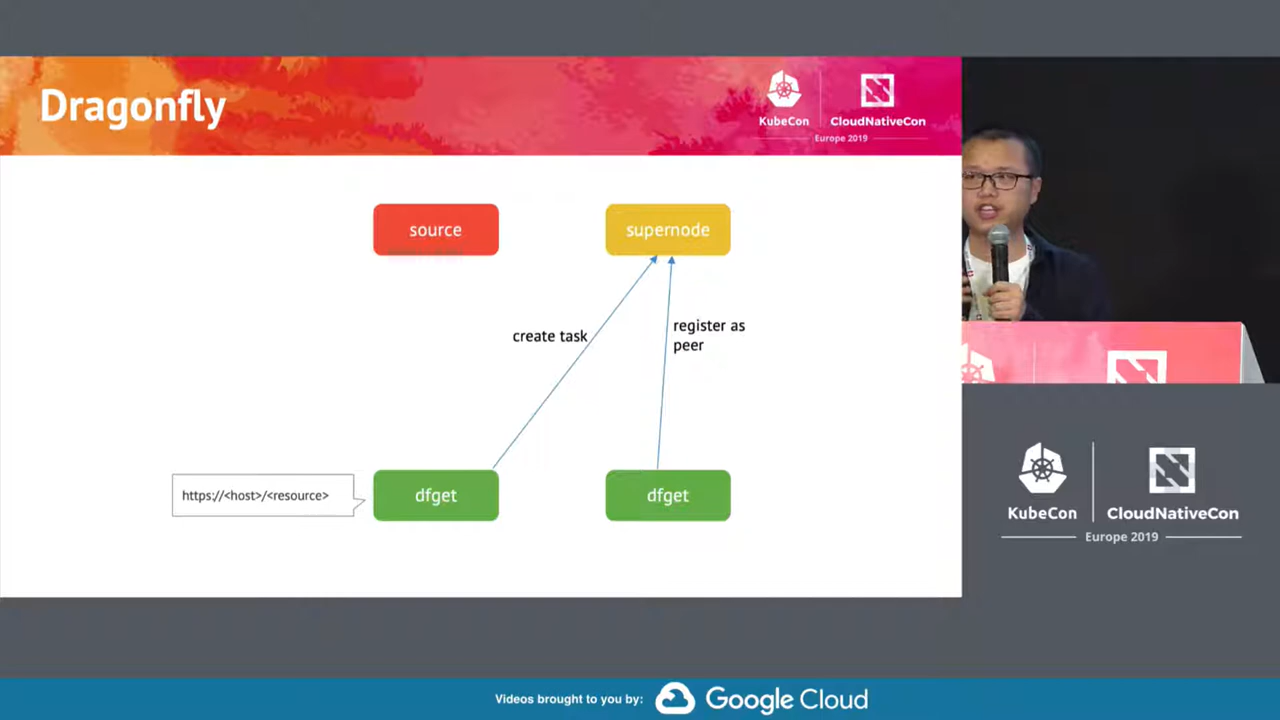 Dragonfly
KubeCon
CloudNativeCon
Europe 2019
source
supernode
create task
register as
peer
https://<host>/<resource>
dfget
dfget
KubeCon
CloudNativeCon
Europe 2019
Videos brought to you by:
Google Cloud